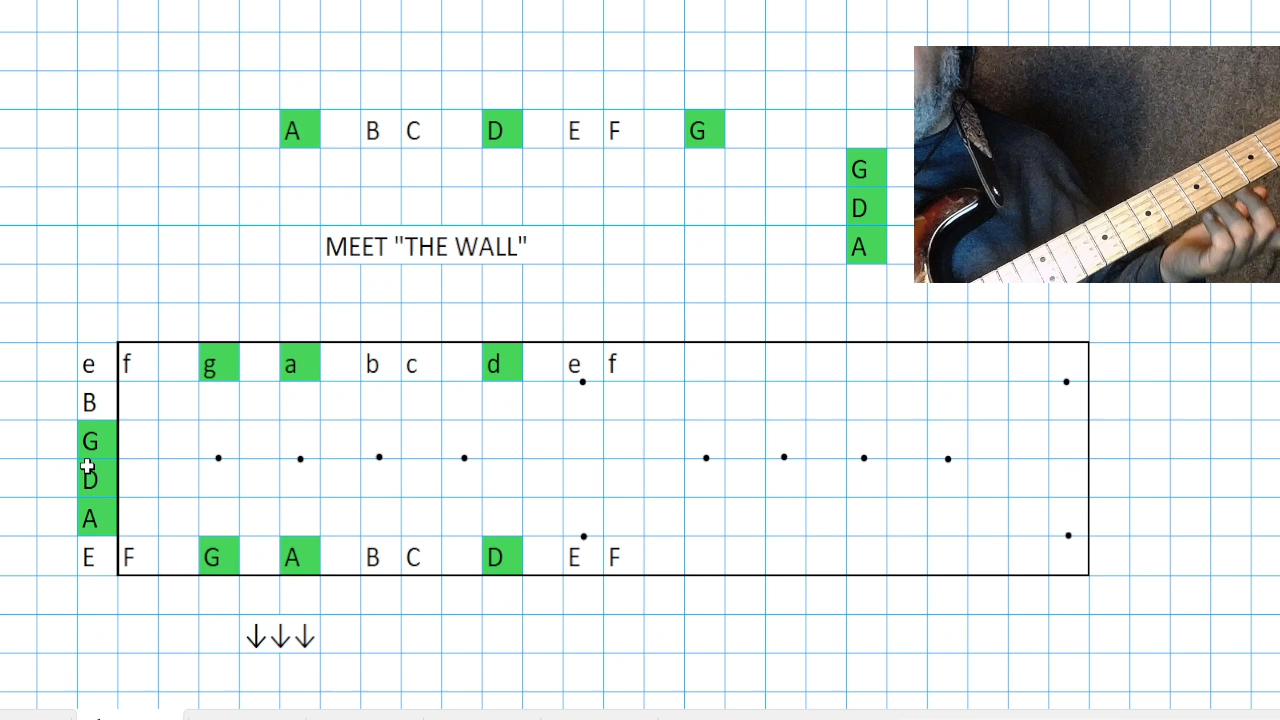 A B C D E F G
G
D
A
MEET "THE WALL"
e f g a b c d e f
B
G
D
A
E F G A B C D E F
↓↓↓